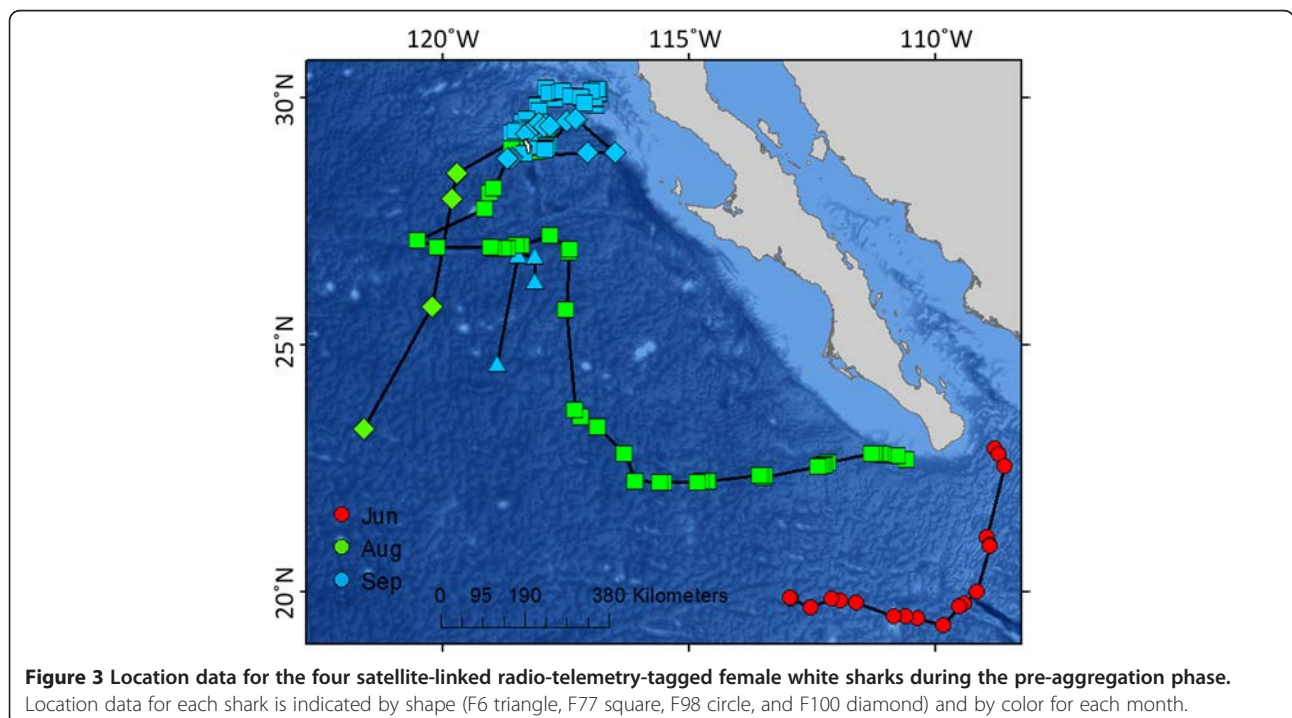 120°W 115°W 110°W
30°N
25°N
20°N
Jun
Aug
Sep
0 95 190 380 Kilometers
Figure 3 Location data for the four satellite-linked radio-telemetry-tagged female white sharks during the pre-aggregation phase.
Location data for each shark is indicated by shape (F6 triangle, F77 square, F98 circle, and F100 diamond) and by color for each month.